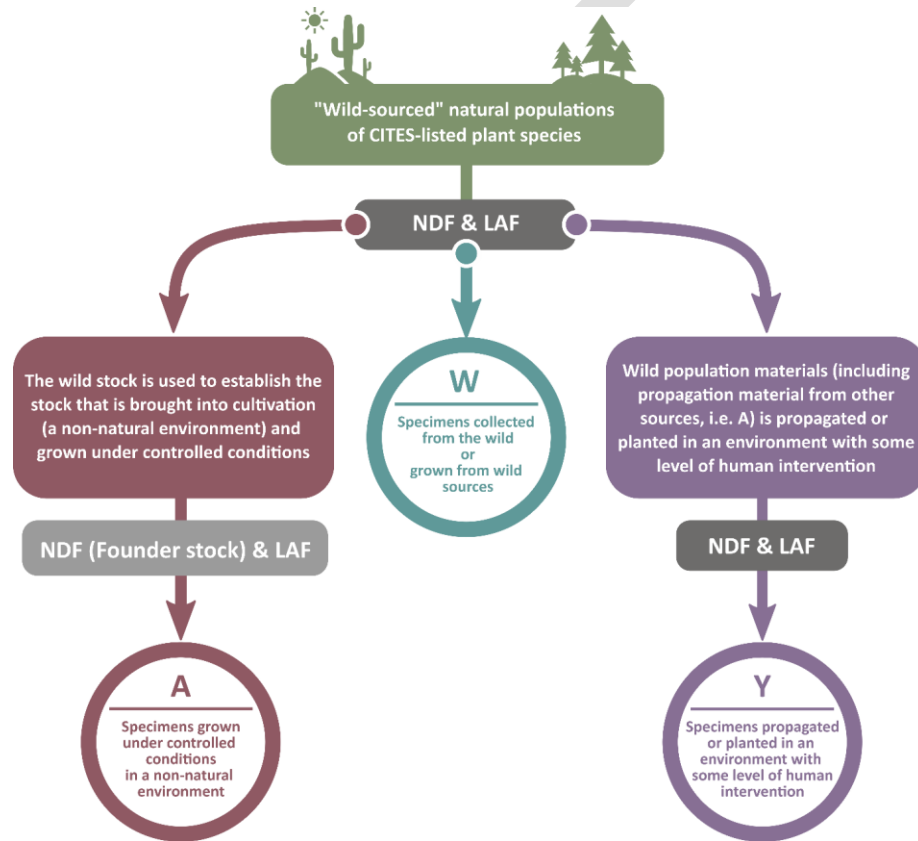 "Wild-sourced" natural populations
of CITES-listed plant species
NDF & LAF
The wild stock is used to establish the
stock that is brought into cultivation
(a non-natural environment) and
grown under controlled conditions
W
Specimens collected
from the wild
or
grown from wild
sources
Wild population materials (including
propagation material from other
sources, i.e. A) is propagated or
planted in an environment with some
level of human intervention
NDF (Founder stock) & LAF
NDF & LAF
A
Specimens grown
under controlled
conditions
in a non-natural
environment
Y
Specimens propagated
or planted in an
environment with
some level of human
intervention